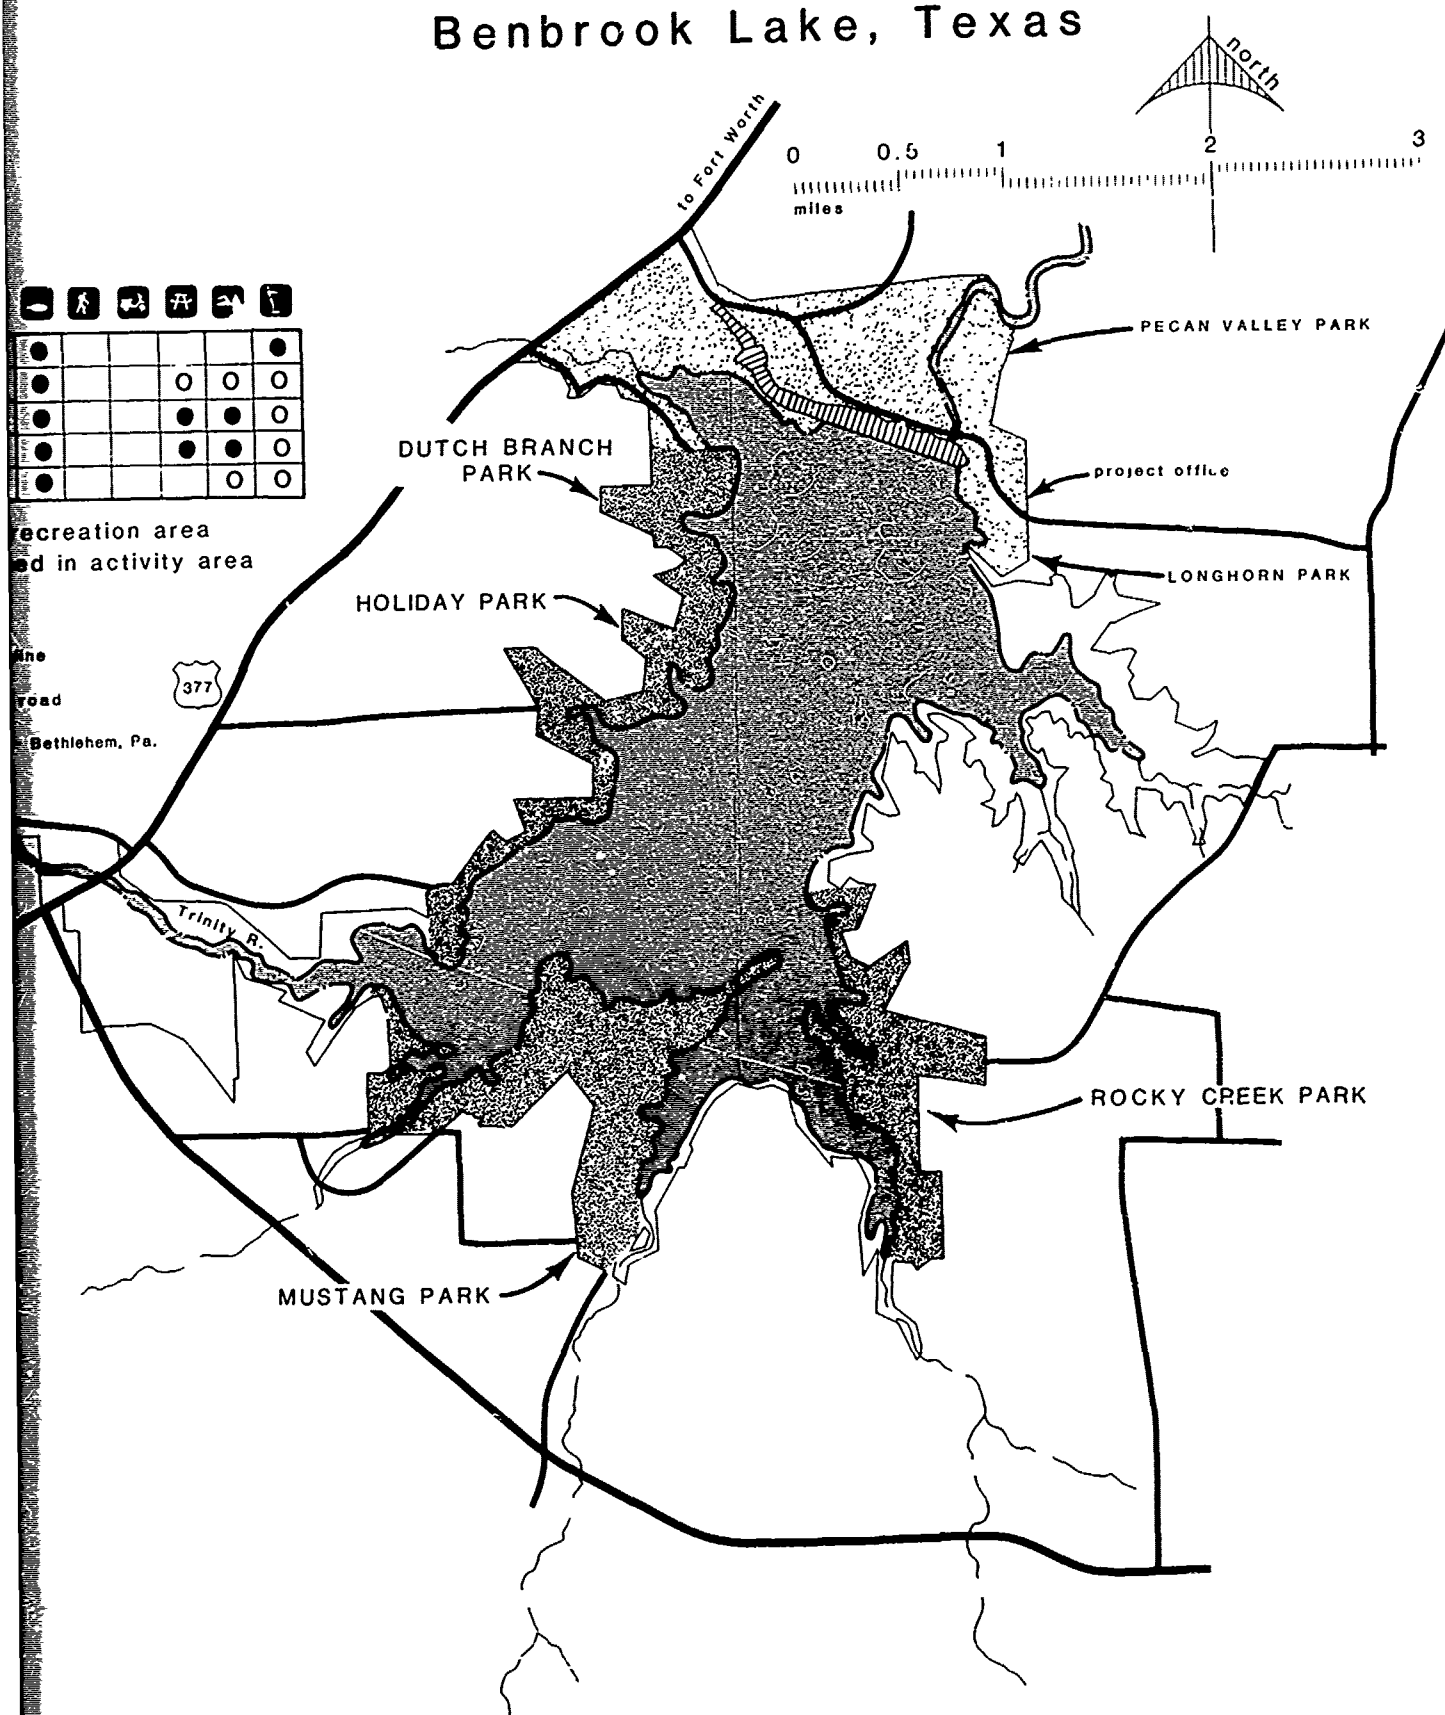 Benbrook Lake, Texas
north
to Fort Worth
0 0.5 1 2 3
miles
PECAN VALLEY PARK
DUTCH BRANCH
PARK
project office
recreation area
ed in activity area
LONGHORN PARK
HOLIDAY PARK
line
377
road
Bethlehem, Pa.
Trinity R.
ROCKY CREEK PARK
MUSTANG PARK